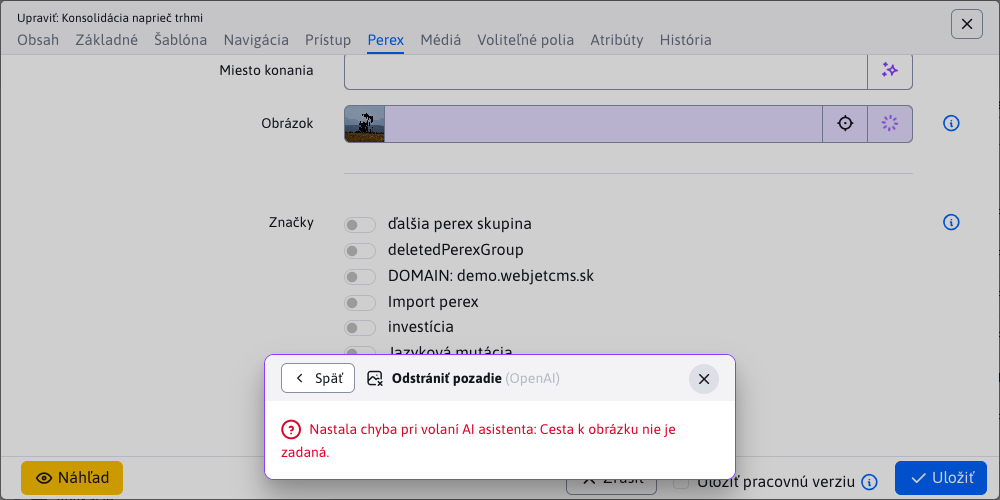 Upraviť: Konsolidácia naprieč trhmi
Obsah Základné Šablóna Navigácia Prístup Perex Médiá Voliteľné polia Atribúty História
Miesto konania
Obrázok
Značky
ďalšia perex skupina
deletedPerexGroup
DOMAIN: demo.webjetcms.sk
Import perex
investícia
Jazyková mutácia
Späť Odstrániť pozadie (OpenAI)
Nastala chyba pri volaní AI asistenta: Cesta k obrázku nie je
zadaná.
Náhľad Zrušiť Uložiť pracovnú verziu Uložiť